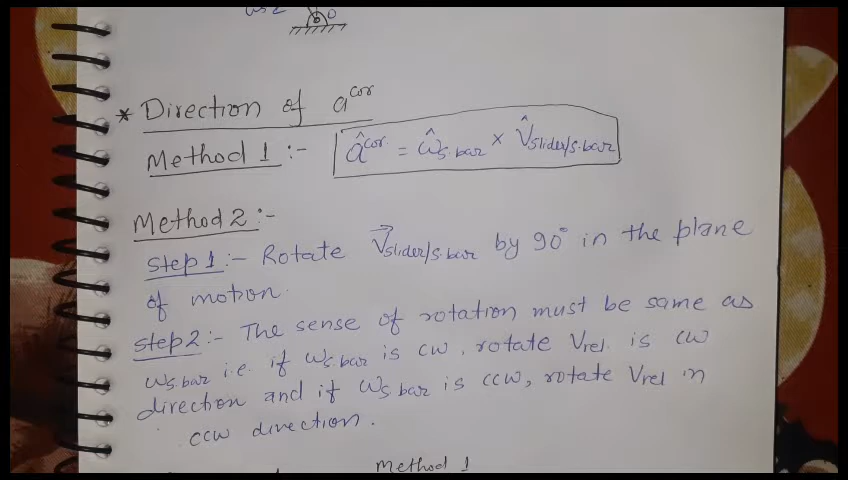 O
* Direction of a^cor
Method 1 :- â^cor. = ω̂s.bar × V̂slider/s.bar
Method 2 :-
Step 1 :- Rotate V⃗slider/s.bar by 90° in the plane
of motion.
Step 2 :- The sense of rotation must be same as
ωs.bar i.e. if ωs.bar is cw, rotate Vrel is cw
direction and if ωs.bar is ccw, rotate Vrel in
ccw direction.
Method 1